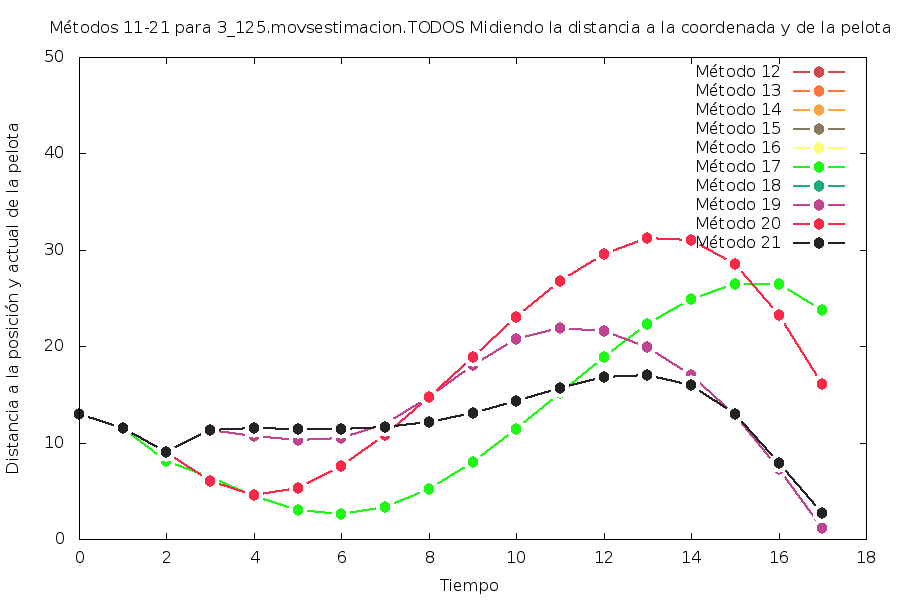 Métodos 11-21 para 3_125.movsestimacion.TODOS Midiendo la distancia a la coordenada y de la pelota
50
40
30
20
10
0
0 2 4 6 8 10 12 14 16 18
Distancia a la posición y actual de la pelota
Tiempo
Método 12
Método 13
Método 14
Método 15
Método 16
Método 17
Método 18
Método 19
Método 20
Método 21